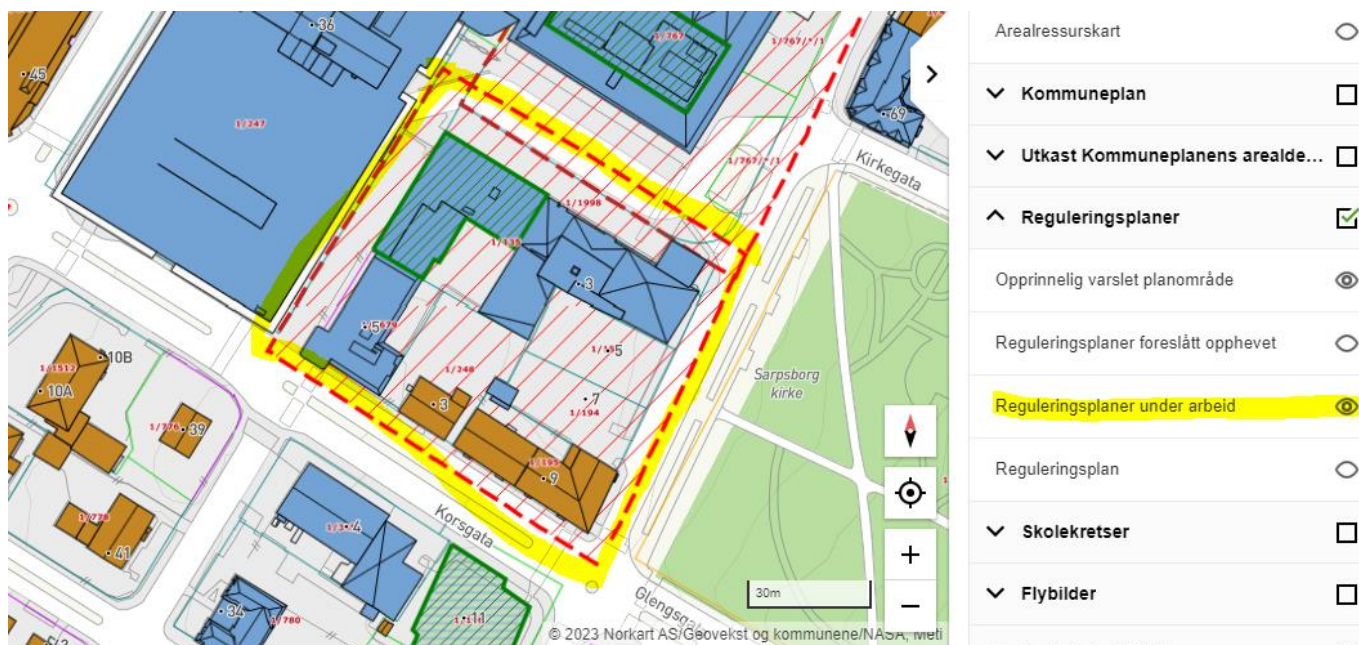 36
45
1/247
1/767
1/767/*/1
69
1/767/*/1
Kirkegata
1/1998
1/135
3
5
1/248
5
7
1/194
3
1/195
9
Sarpsborg
kirke
10B
1/1512
10A
39
41
1/778
4
34
1/780
Korsgata
Glengsgata
30m
© 2023 Norkart AS/Geovekst og kommunene/NASA, Meti
Arealressurskart
Kommuneplan
Utkast Kommuneplanens arealde...
Reguleringsplaner
Opprinnelig varslet planområde
Reguleringsplaner foreslått opphevet
Reguleringsplaner under arbeid
Reguleringsplan
Skolekretser
Flybilder